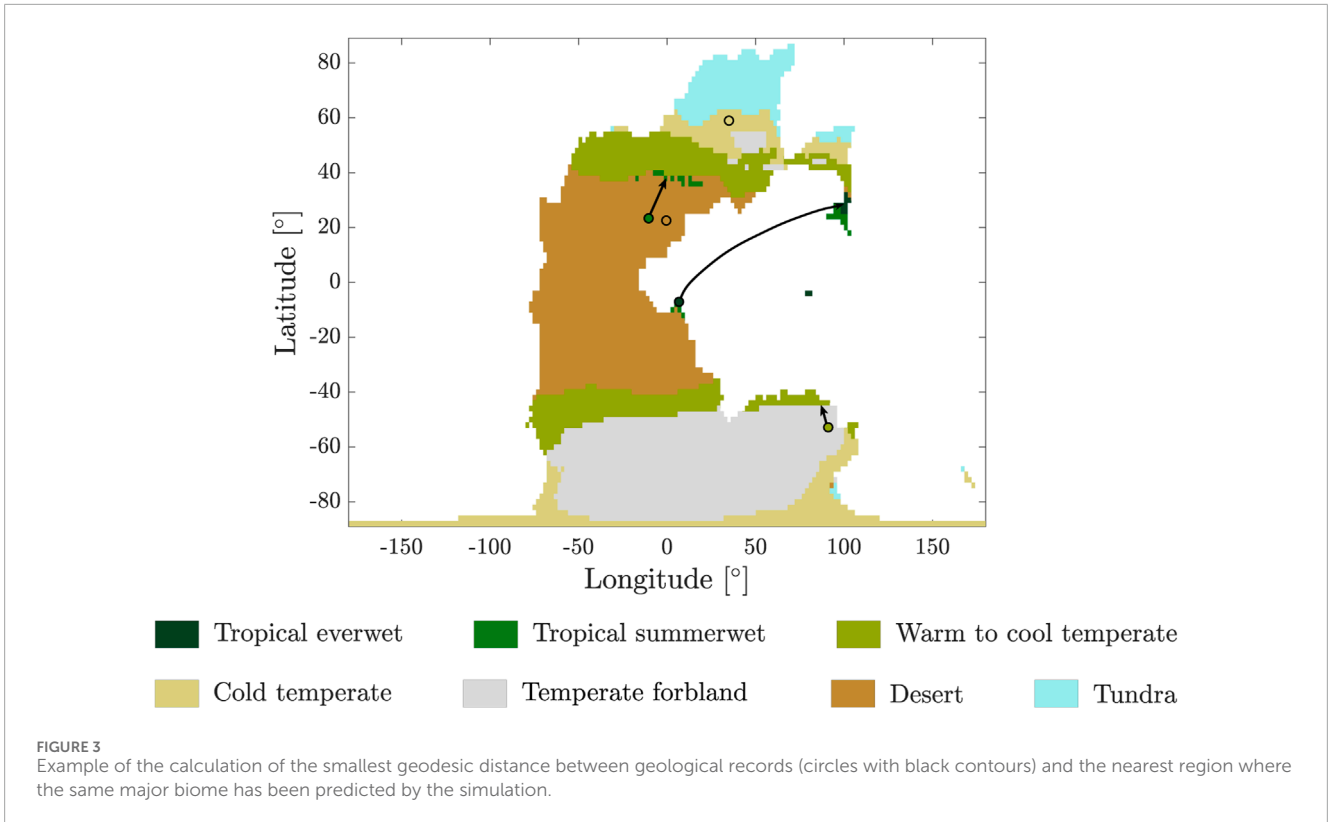 80
60
40
20
0
-20
-40
-60
-80
Latitude [°]
-150 -100 -50 0 50 100 150
Longitude [°]
Tropical everwet Tropical summerwet Warm to cool temperate
Cold temperate Temperate forbland Desert Tundra
FIGURE 3
Example of the calculation of the smallest geodesic distance between geological records (circles with black contours) and the nearest region where
the same major biome has been predicted by the simulation.